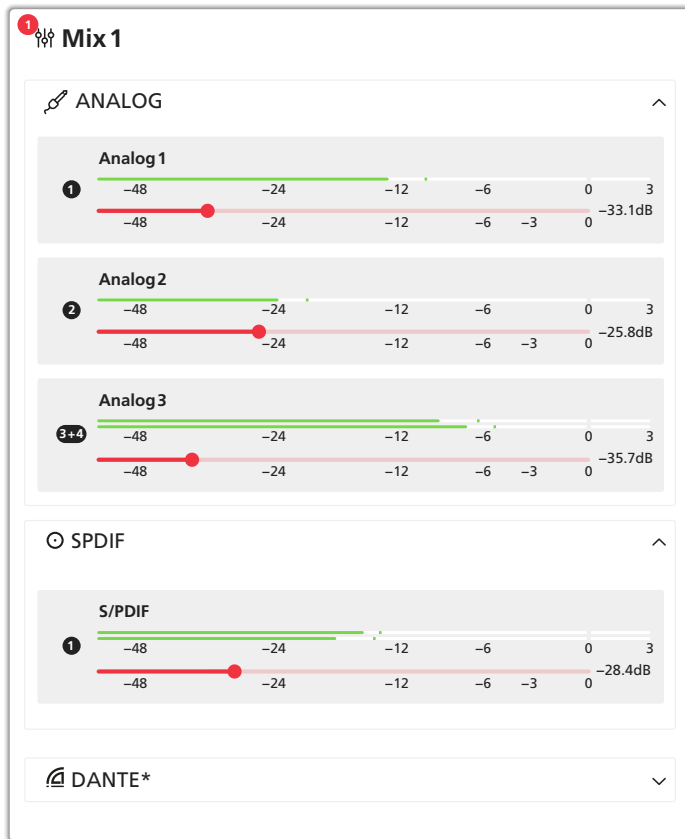 1
Mix 1
ANALOG
Analog 1
1
−48 −24 −12 −6 0 3
−33.1dB
−48 −24 −12 −6 −3 0
Analog 2
2
−48 −24 −12 −6 0 3
−25.8dB
−48 −24 −12 −6 −3 0
Analog 3
3+4
−48 −24 −12 −6 0 3
−35.7dB
−48 −24 −12 −6 −3 0
SPDIF
S/PDIF
1
−48 −24 −12 −6 0 3
−28.4dB
−48 −24 −12 −6 −3 0
DANTE*